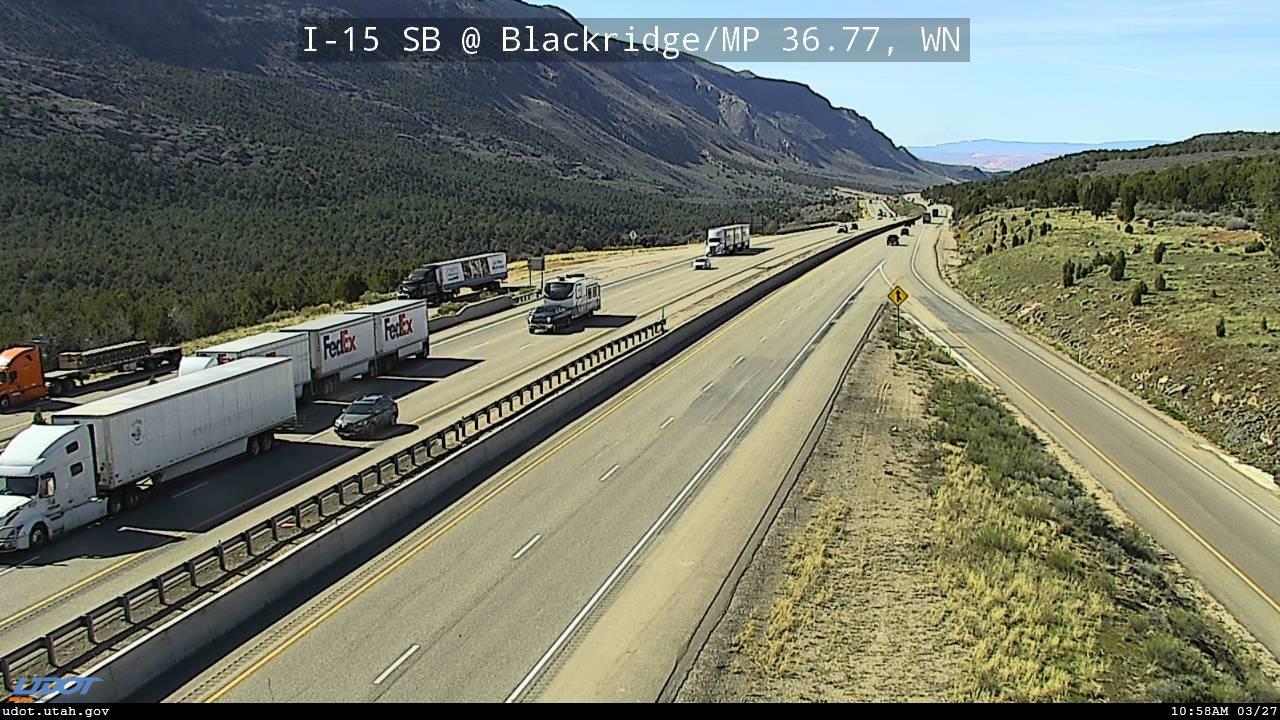 I-15 SB @ Blackridge/MP 36.77, WN
FedEx
FedEx
UDOT
udot.utah.gov
10:58AM 03/27